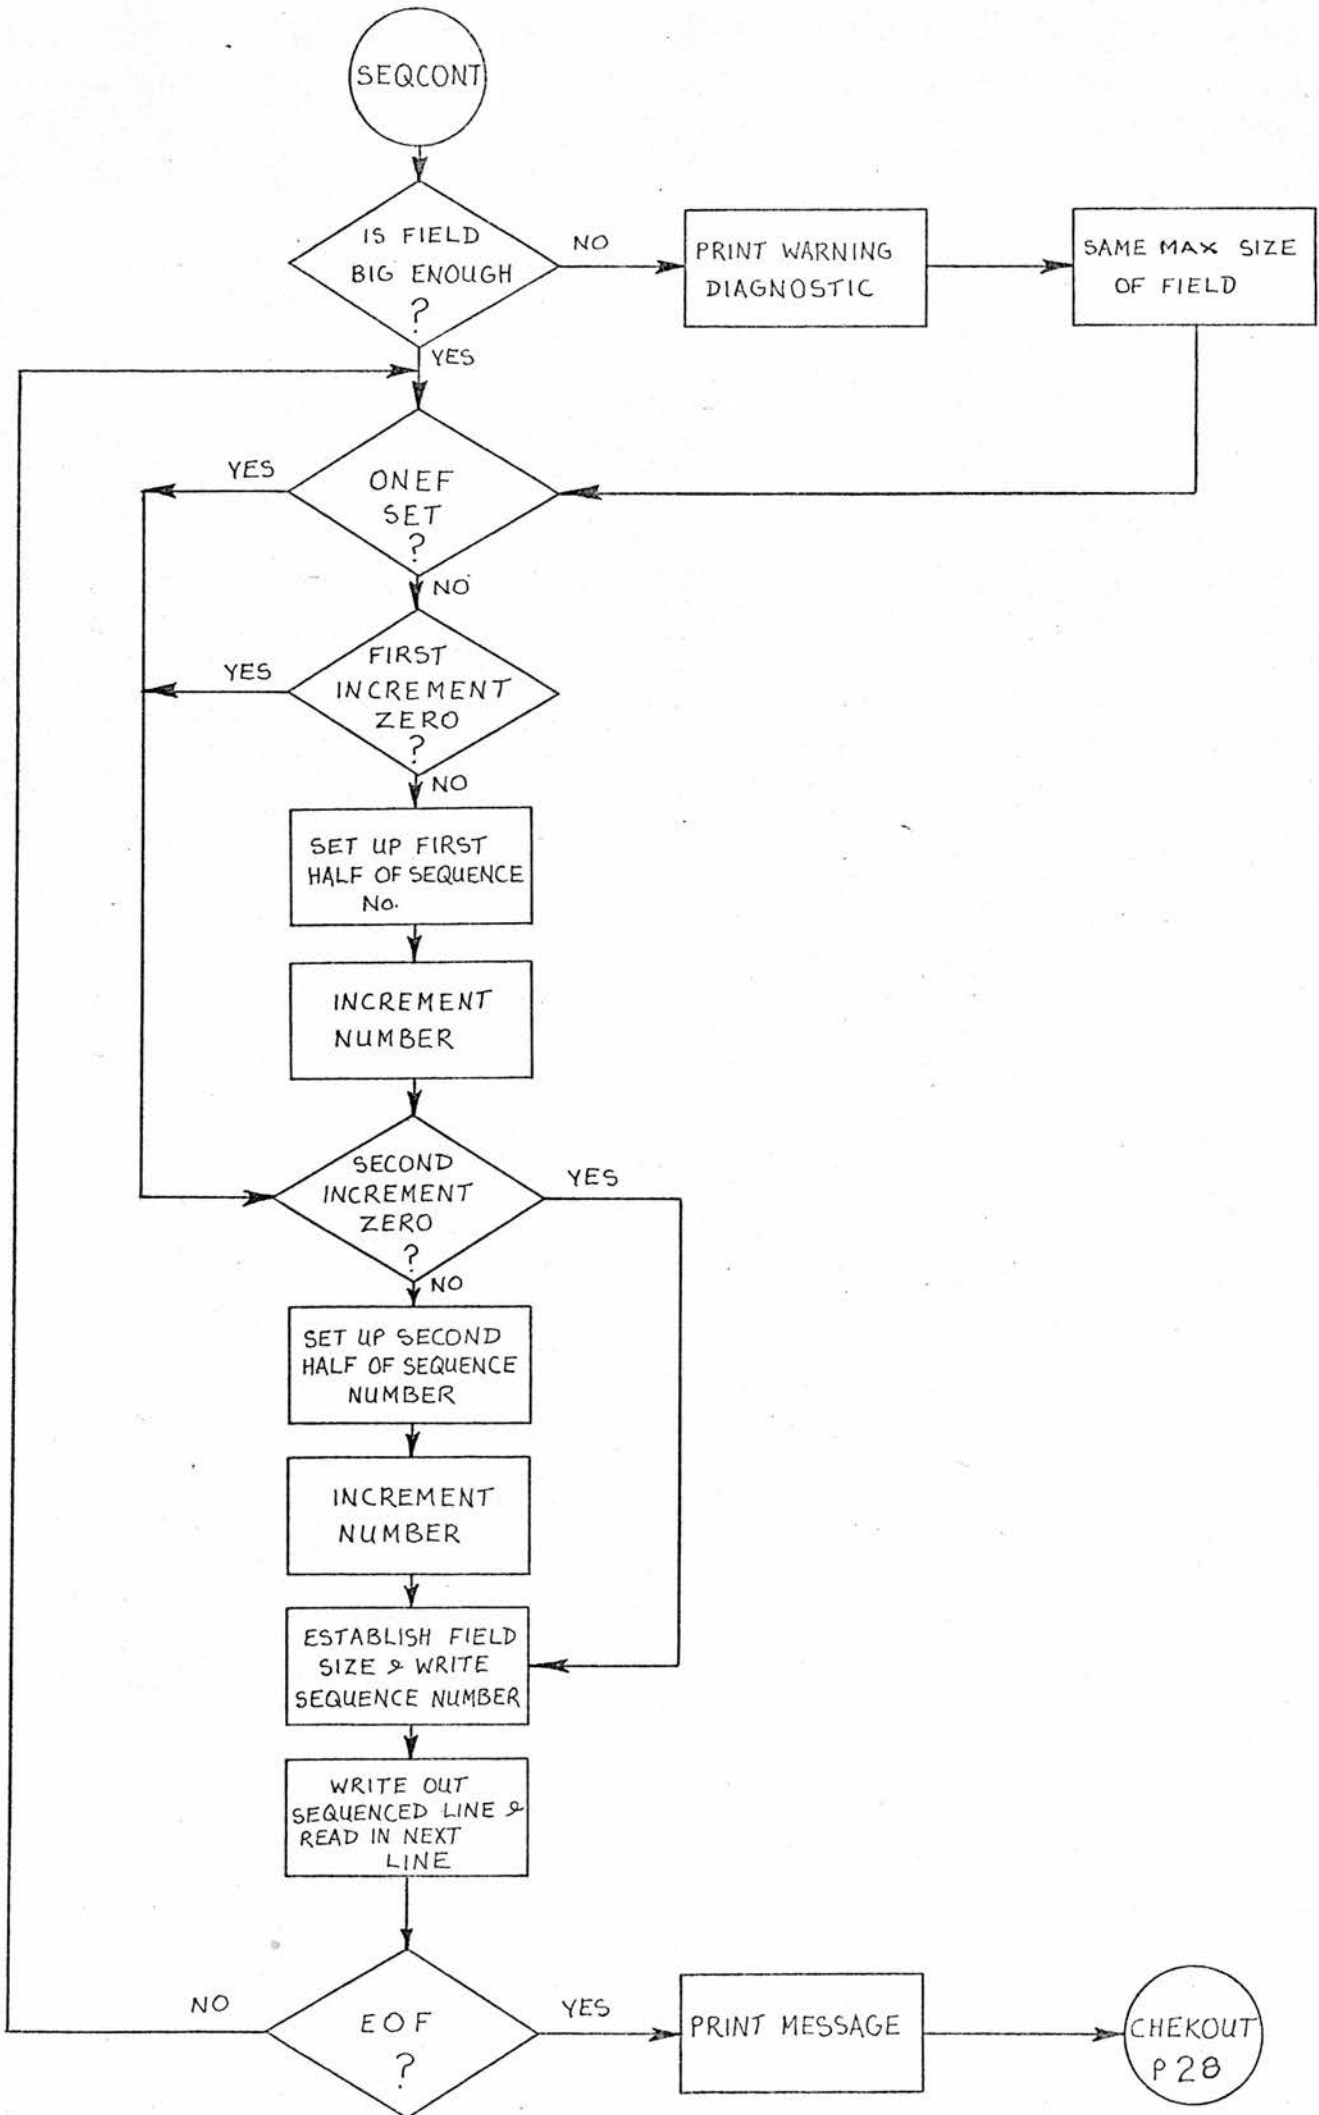 SEQCONT
IS FIELD
BIG ENOUGH
?
NO
PRINT WARNING
DIAGNOSTIC
SAME MAX SIZE
OF FIELD
YES
YES
ONEF
SET
?
NO
YES
FIRST
INCREMENT
ZERO
?
NO
SET UP FIRST
HALF OF SEQUENCE
No.
INCREMENT
NUMBER
SECOND
INCREMENT
ZERO
?
YES
NO
SET UP SECOND
HALF OF SEQUENCE
NUMBER
INCREMENT
NUMBER
ESTABLISH FIELD
SIZE & WRITE
SEQUENCE NUMBER
WRITE OUT
SEQUENCED LINE &
READ IN NEXT
LINE
NO
EOF
?
YES
PRINT MESSAGE
CHEKOUT
P28